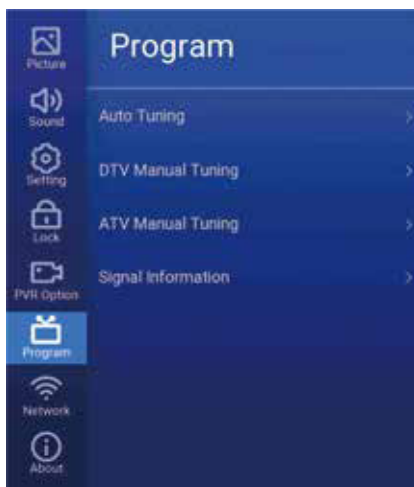 Program
Picture
Sound
Setting
Lock
PVR Option
Program
Network
About
Auto Tuning
DTV Manual Tuning
ATV Manual Tuning
Signal Information